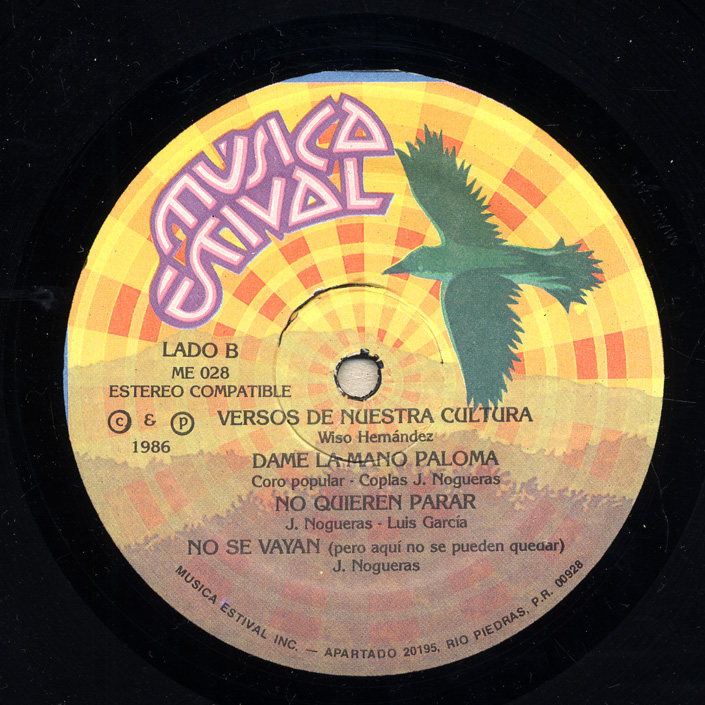 MÚSICA
ESTIVAL
LADO B
ME 028
ESTEREO COMPATIBLE
© & ℗
1986
VERSOS DE NUESTRA CULTURA
Wiso Hernández
DAME LA MANO PALOMA
Coro popular · Coplas J. Nogueras
NO QUIEREN PARAR
J. Nogueras · Luis García
NO SE VAYAN (pero aquí no se pueden quedar)
J. Nogueras
MUSICA ESTIVAL INC. — APARTADO 20195, RIO PIEDRAS, P.R. 00928